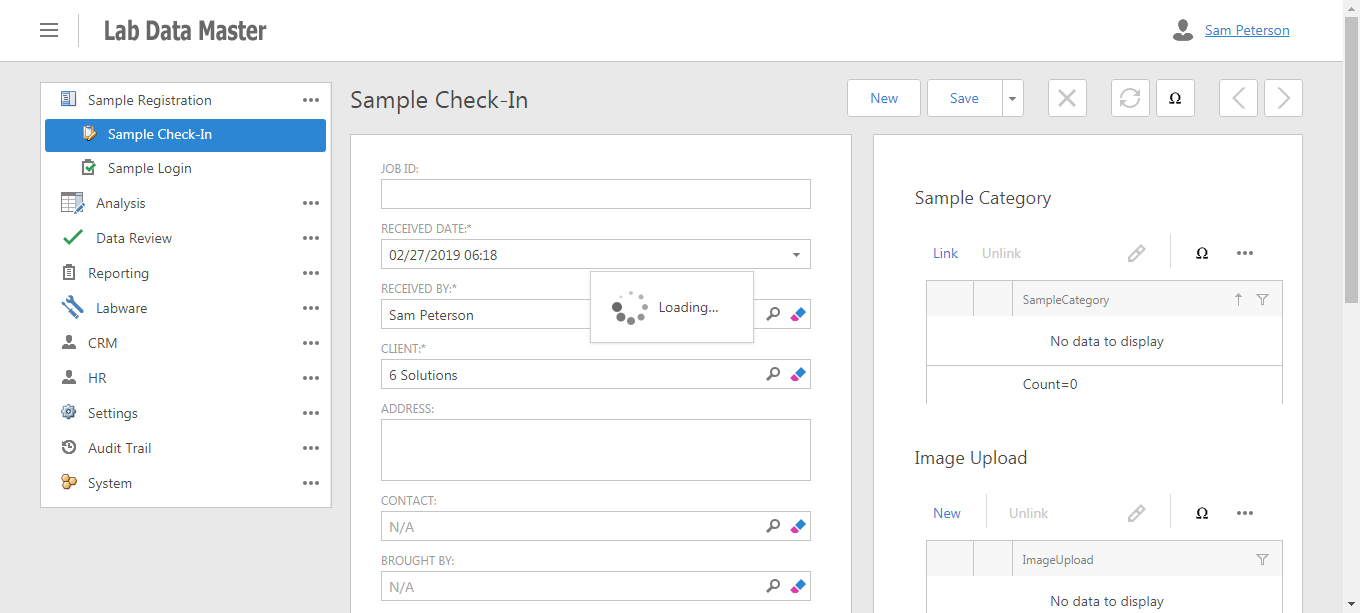 Lab Data Master
Sam Peterson
Sample Registration
Sample Check-In
Sample Login
Analysis
Data Review
Reporting
Labware
CRM
HR
Settings
Audit Trail
System
Sample Check-In
New
Save
Ω
JOB ID:
RECEIVED DATE:*
02/27/2019 06:18
RECEIVED BY:*
Sam Peterson
Loading...
CLIENT:*
6 Solutions
ADDRESS:
CONTACT:
N/A
BROUGHT BY:
N/A
Sample Category
Link Unlink Ω
SampleCategory
No data to display
Count=0
Image Upload
New Unlink Ω
ImageUpload
No data to display